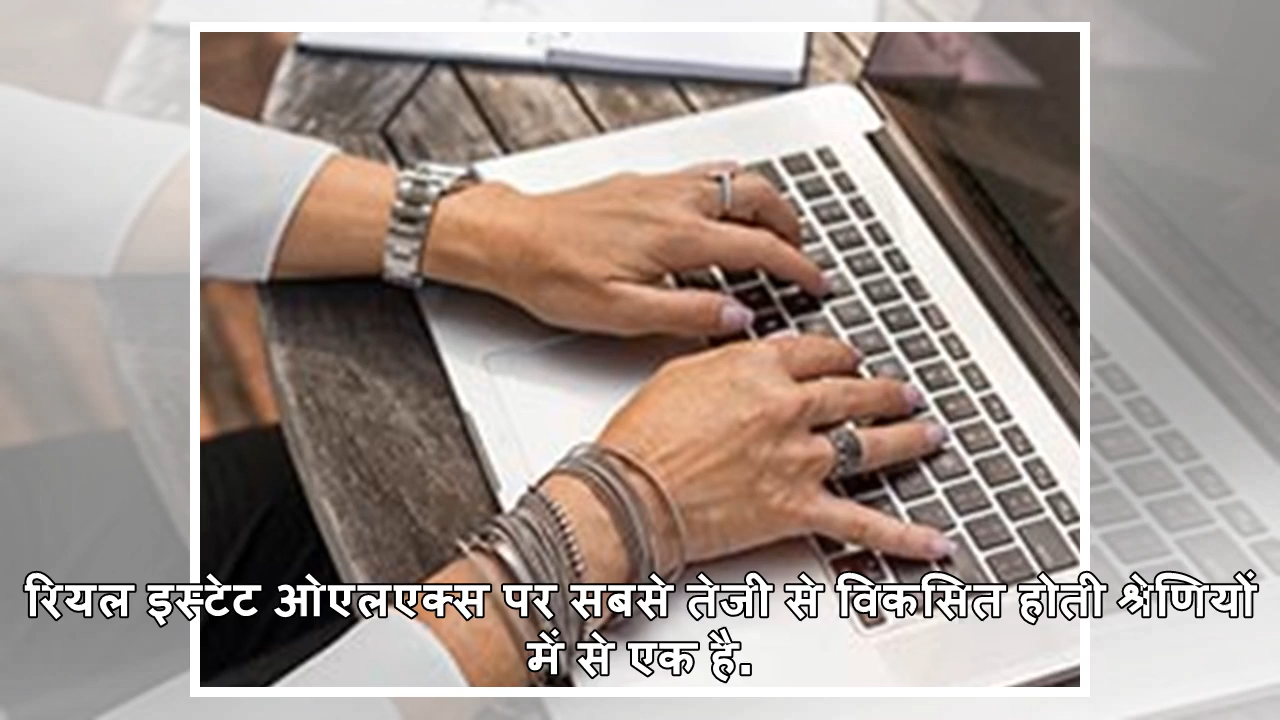 रियल इस्टेट ओएलएक्स पर सबसे तेजी से विकसित होती श्रेणियों
में से एक है.